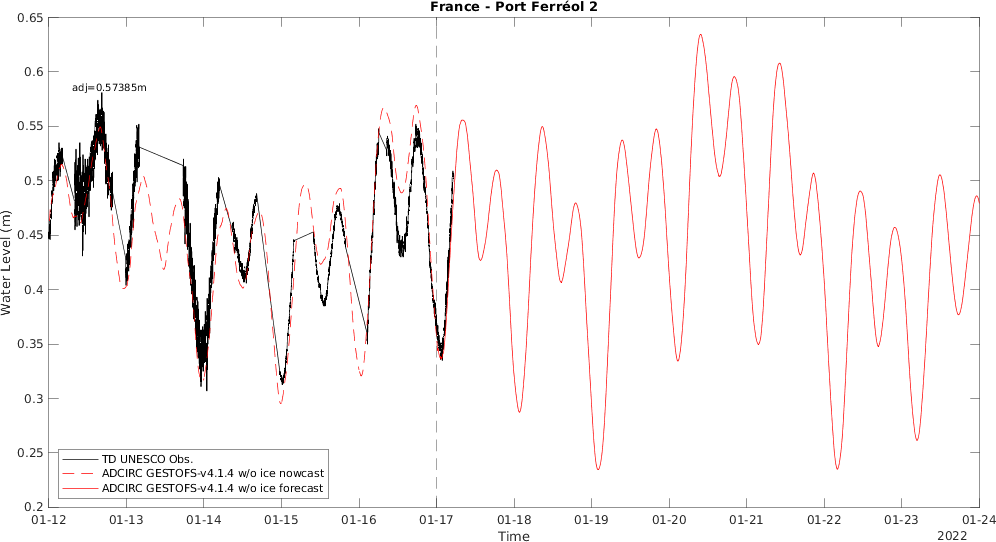 France - Port Ferréol 2
0.65
0.6
0.55
0.5
0.45
0.4
0.35
0.3
0.25
0.2
Water Level (m)
adj=0.57385m
TD UNESCO Obs.
ADCIRC GESTOFS-v4.1.4 w/o ice nowcast
ADCIRC GESTOFS-v4.1.4 w/o ice forecast
01-12 01-13 01-14 01-15 01-16 01-17 01-18 01-19 01-20 01-21 01-22 01-23 01-24
Time
2022